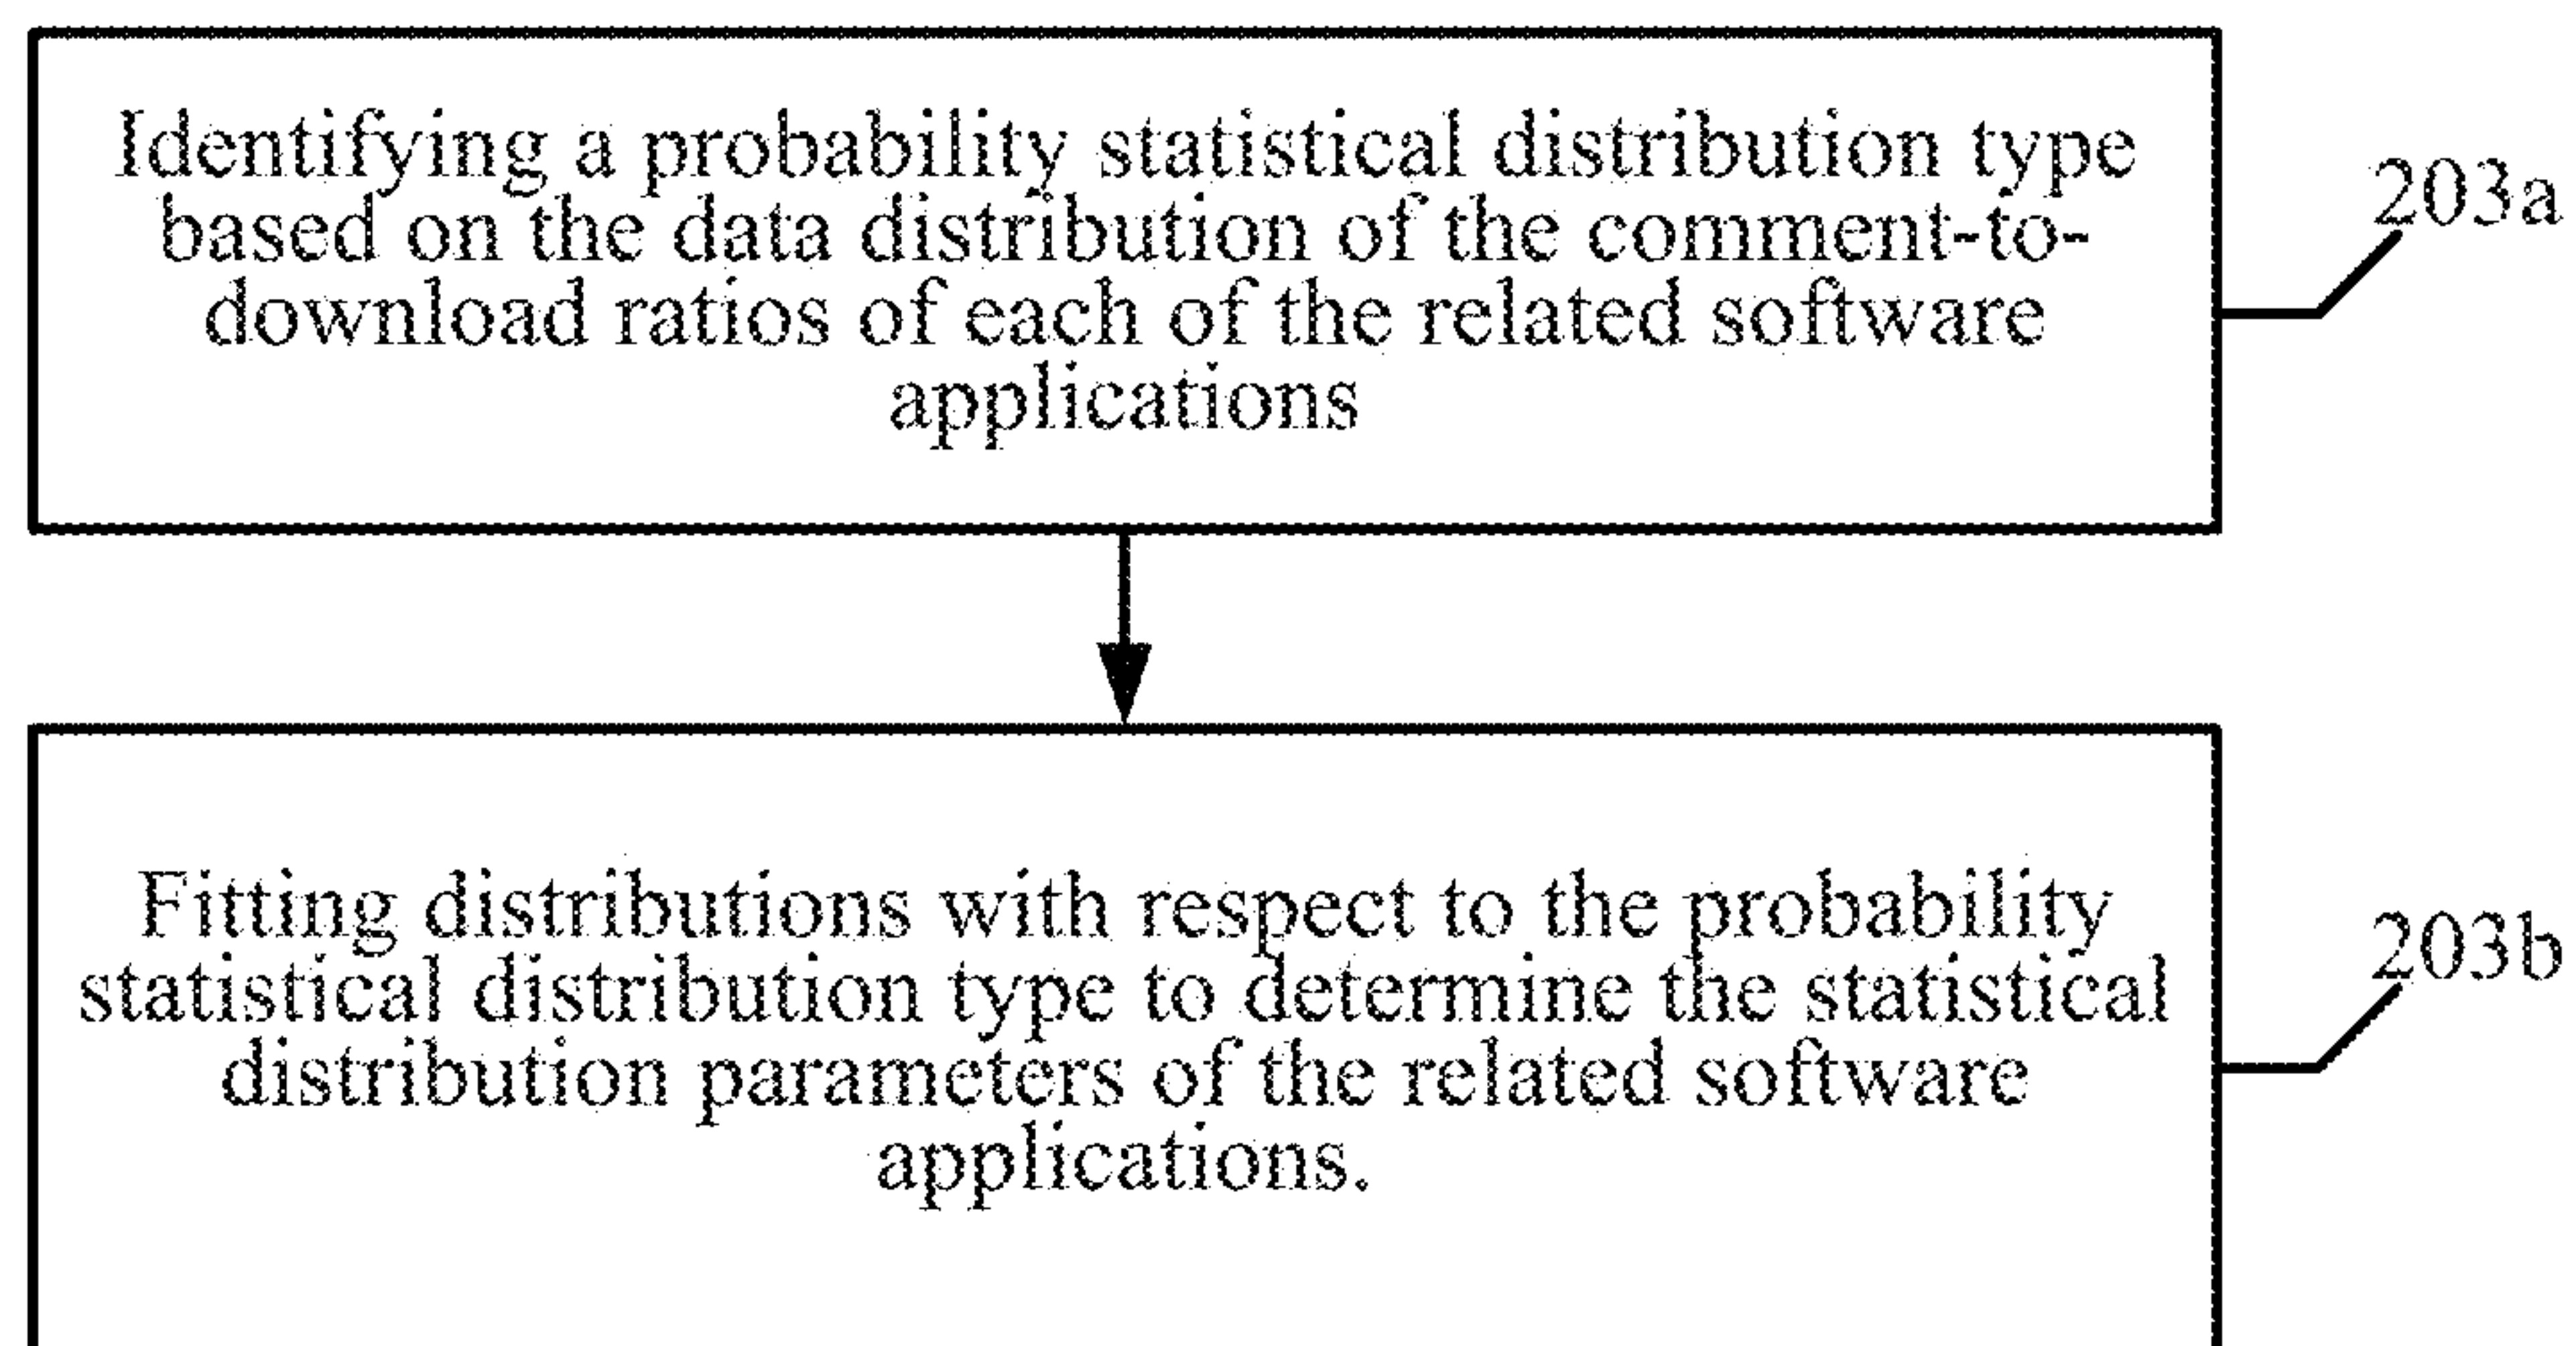 Identifying a probability statistical distribution type
based on the data distribution of the comment-to-
download ratios of each of the related software
applications
203a
Fitting distributions with respect to the probability
statistical distribution type to determine the statistical
distribution parameters of the related software
applications.
203b